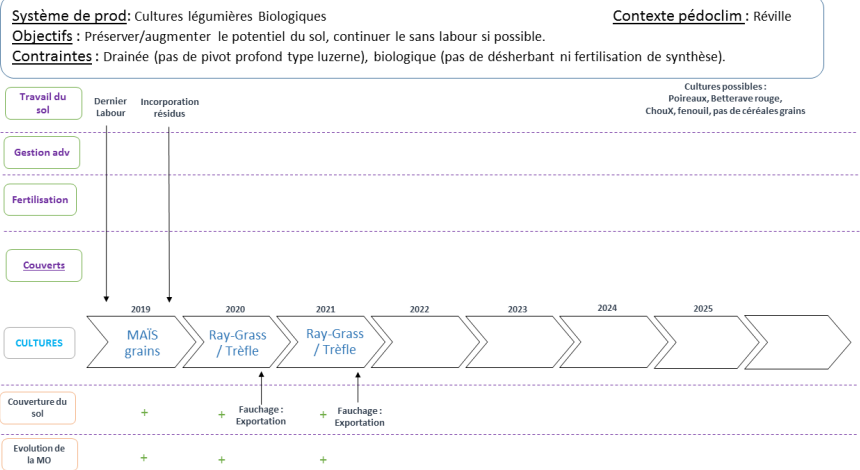 Système de prod: Cultures légumières Biologiques
Contexte pédoclim : Réville
Objectifs : Préserver/augmenter le potentiel du sol, continuer le sans labour si possible.
Contraintes : Drainée (pas de pivot profond type luzerne), biologique (pas de désherbant ni fertilisation de synthèse).
Travail du
sol
Dernier
Labour
Incorporation
résidus
Cultures possibles :
Poireaux, Betterave rouge,
ChouX, fenouil, pas de céréales grains
Gestion adv
Fertilisation
Couverts
2019
2020
2021
2022
2023
2024
2025
CULTURES
MAÏS
grains
Ray-Grass
/ Trèfle
Ray-Grass
/ Trèfle
Couverture du
sol
+
+
Fauchage :
Exportation
+
Fauchage :
Exportation
Evolution de
la MO
+
+
+